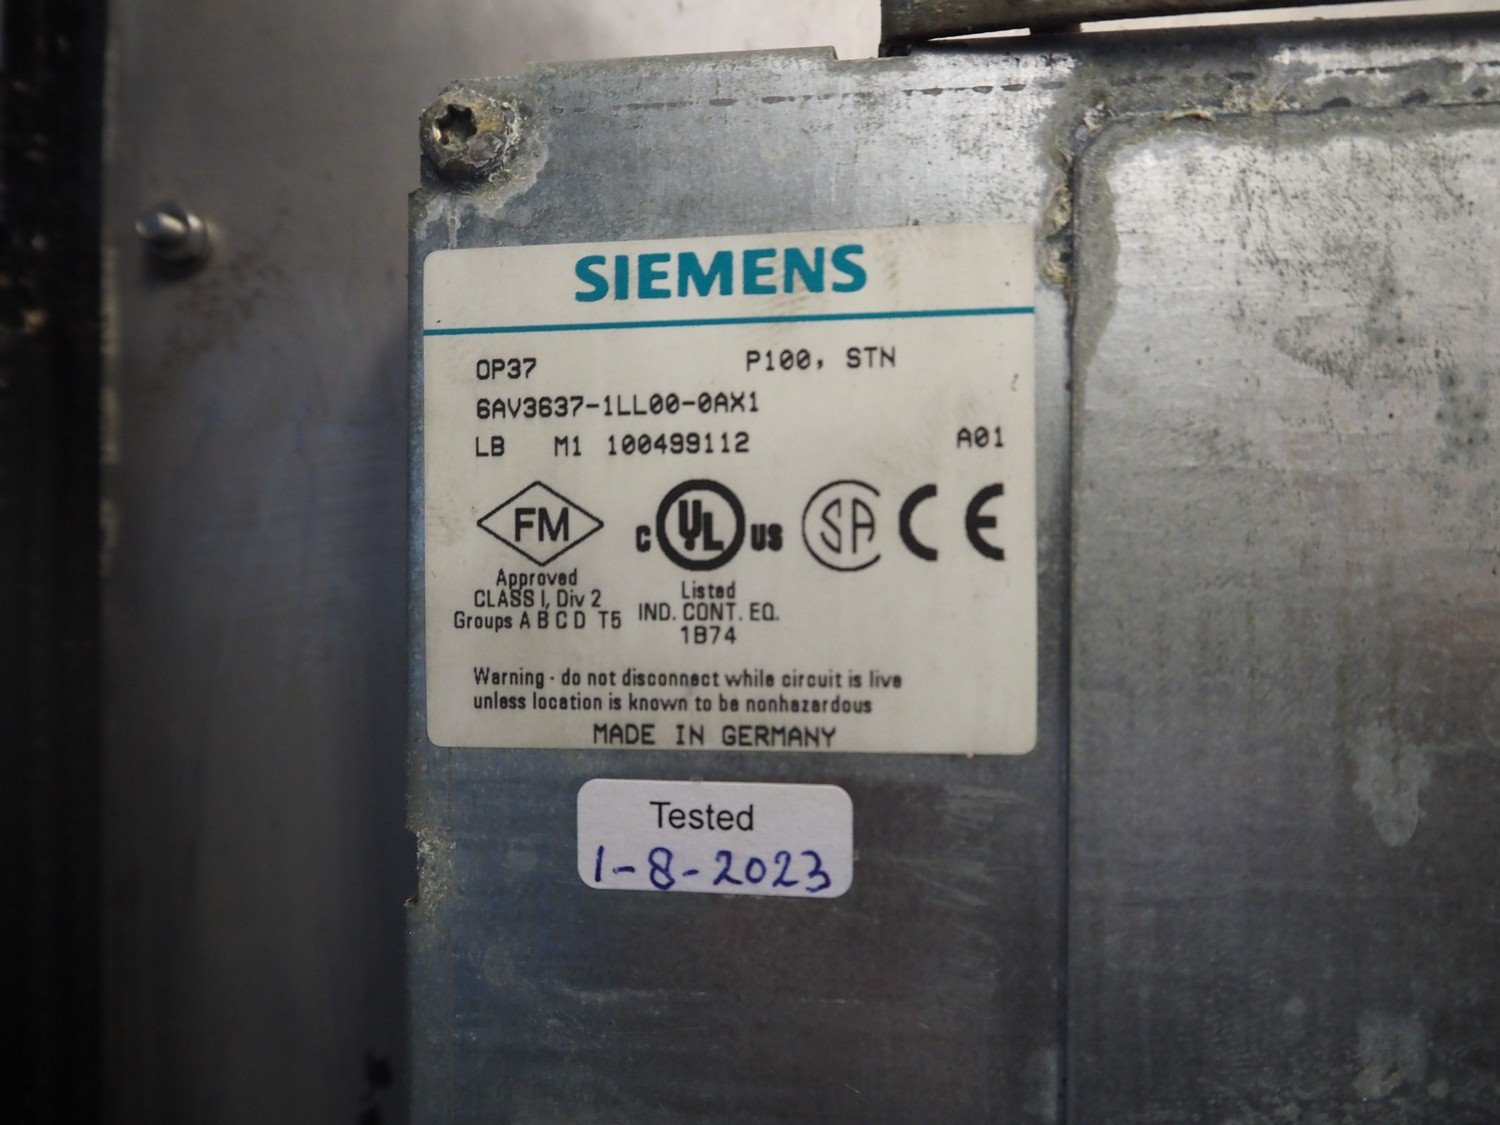 SIEMENS
OP37 P100, STN
6AV3637-1LL00-0AX1
LB M1 100499112 A01
FM
C UL US
SA
CE
Approved
CLASS I, Div 2
Groups A B C D T5
Listed
IND. CONT. EQ.
1B74
Warning - do not disconnect while circuit is live
unless location is known to be nonhazardous
MADE IN GERMANY
Tested
1-8-2023